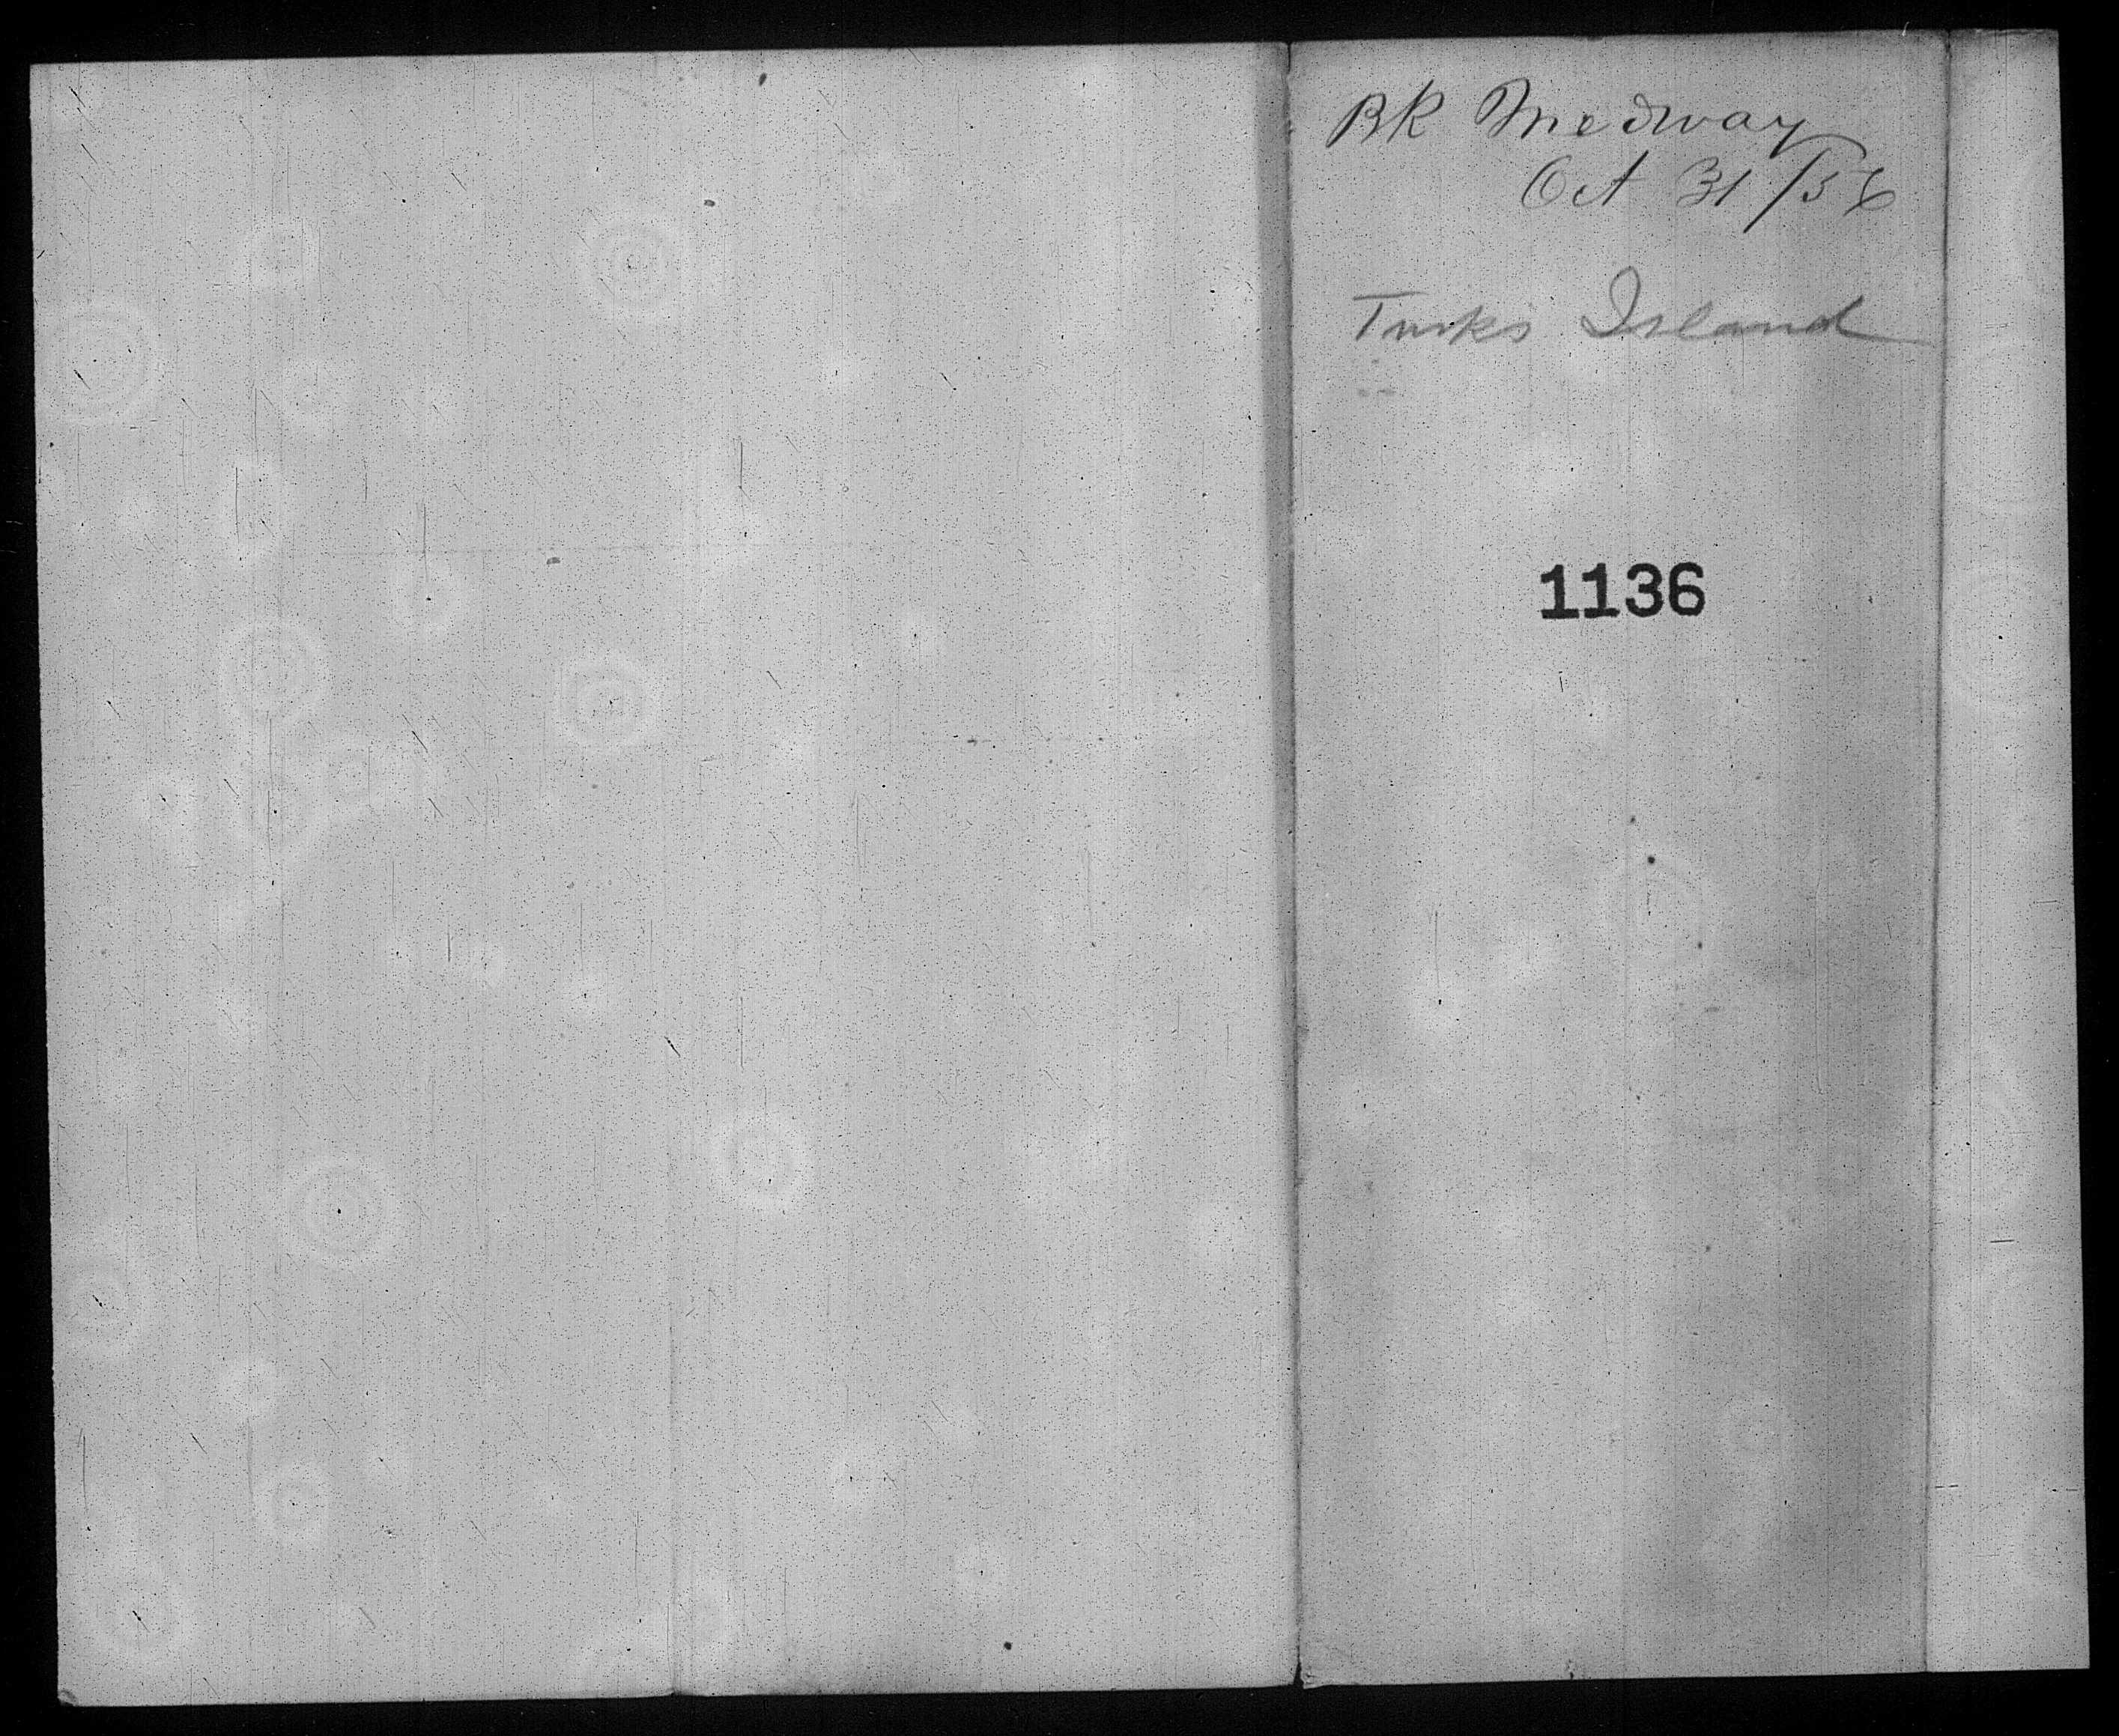 BK Medway
Oct 31/56
Turks Island
1136